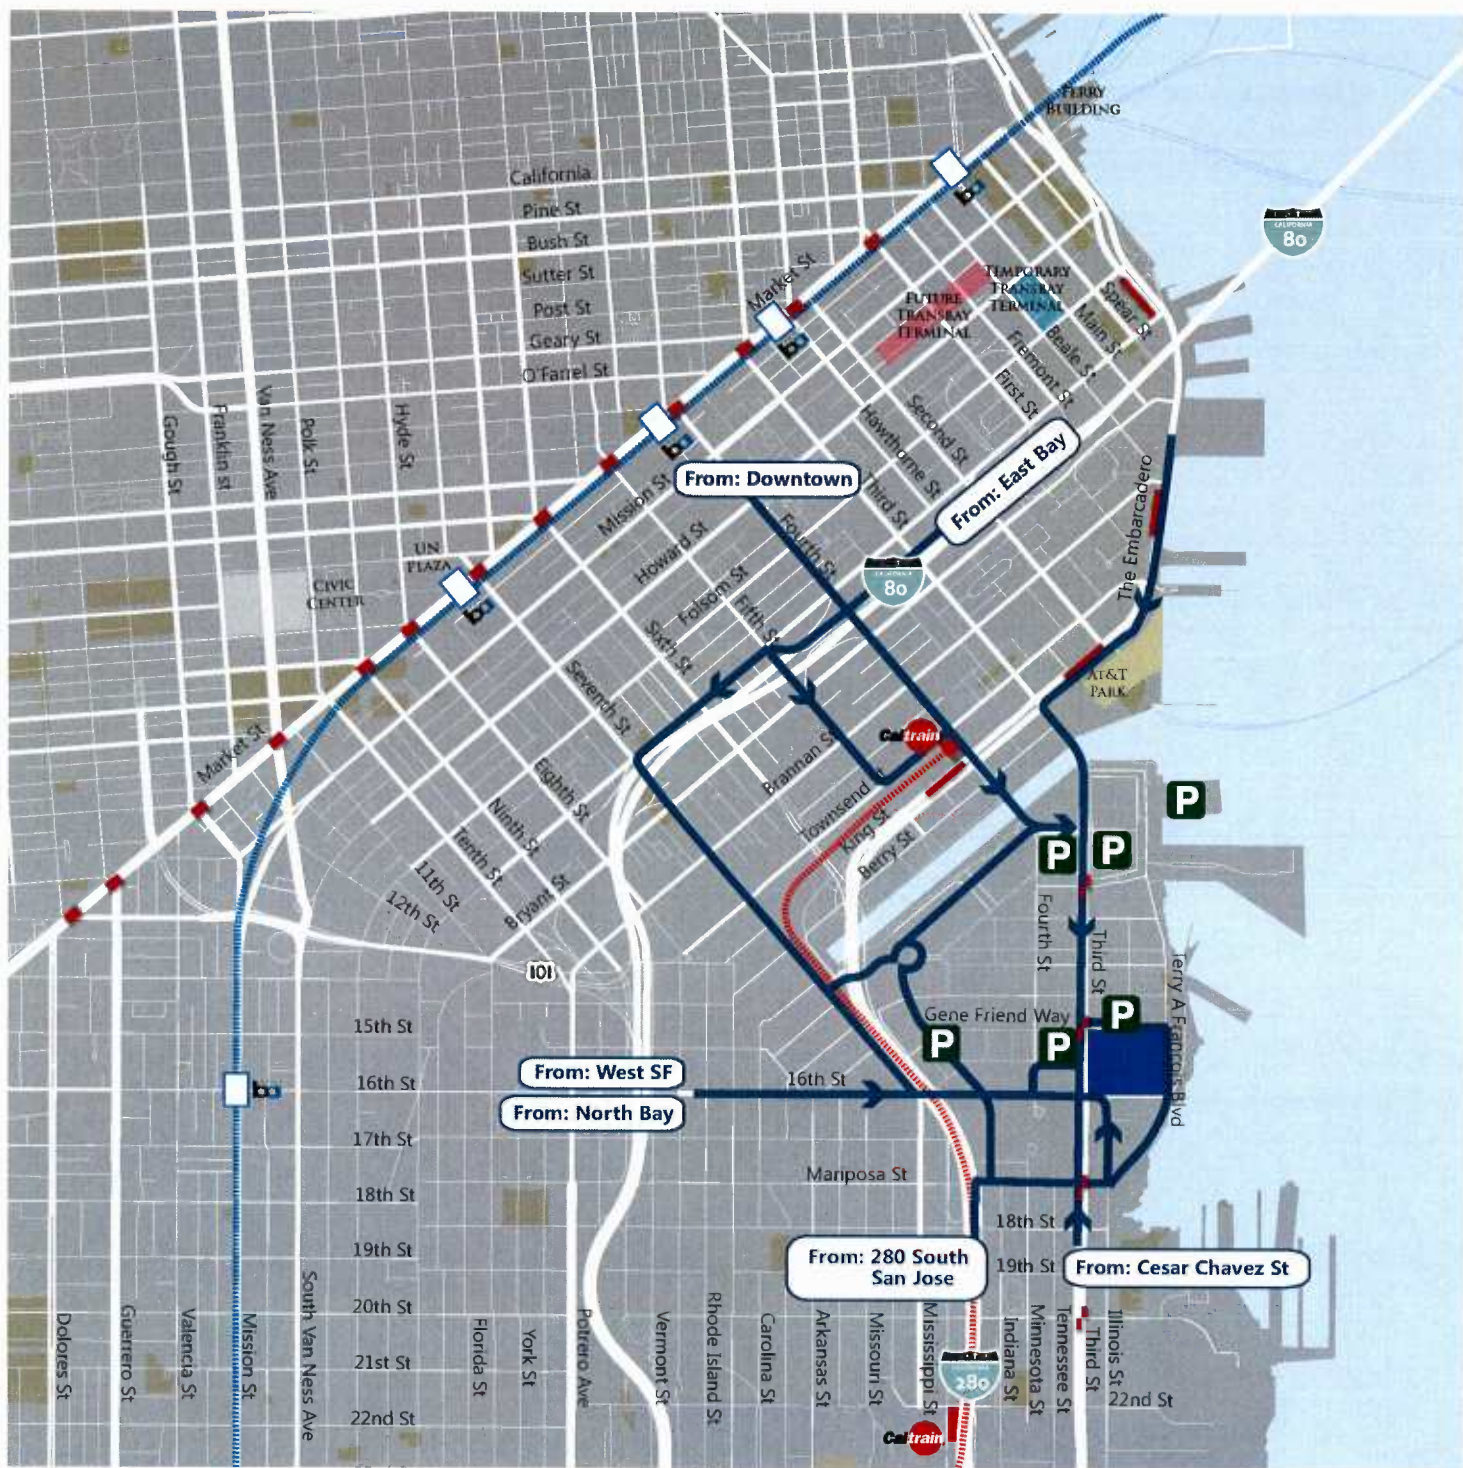 FERRY
BUILDING
California
Pine St
Bush St
Sutter St
Post St
Geary St
O'Farrel St
CALIFORNIA
80
Market St
FUTURE
TRANSBAY
TERMINAL
TEMPORARY
TRANSBAY
TERMINAL
Spear St
Main St
Beale St
Fremont St
First St
Second St
Hawthorne St
Third St
Gough St
Franklin st
Van Ness Ave
Polk St
Hyde St
From: Downtown
From: East Bay
Mission St
Howard St
Folsom St
Fourth St
Fifth St
Sixth St
Seventh St
CALIFORNIA
80
The Embarcadero
UN
PLAZA
CIVIC
CENTER
ba
ba
ba
ba
AT&T
PARK
Market St
Eighth St
Ninth St
Tenth St
11th St
12th St
Bryant St
Brannan St
Townsend St
King St
Berry St
Caltrain
P
P
P
101
Fourth St
Third St
Terry A Francois Blvd
Gene Friend Way
P
P
P
15th St
16th St
ba
From: West SF
From: North Bay
16th St
17th St
18th St
19th St
20th St
21st St
22nd St
Mariposa St
18th St
19th St
From: 280 South
San Jose
From: Cesar Chavez St
Dolores St
Guerrero St
Valencia St
Mission St
South Van Ness Ave
Florida St
York St
Potrero Ave
Vermont St
Rhode Island St
Carolina St
Arkansas St
Missouri St
Mississippi St
Indiana St
Minnesota St
Tennessee St
Third St
Illinois St
22nd St
280
Caltrain